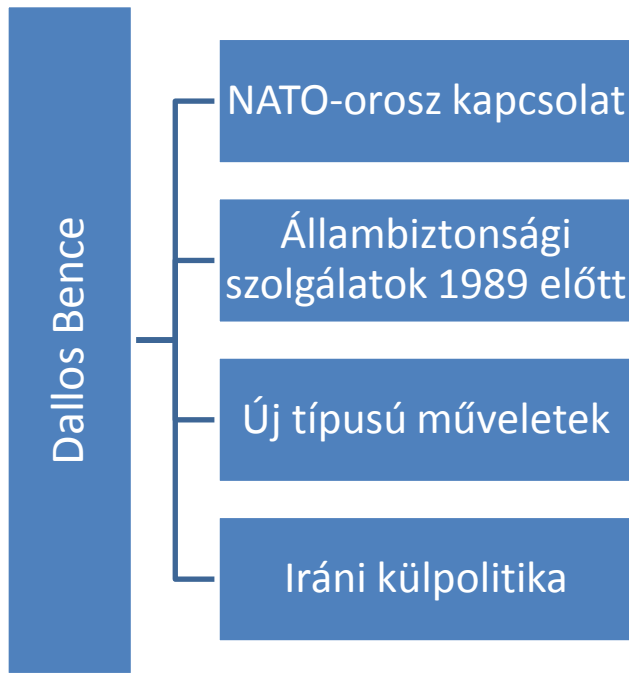 Dallos Bence
NATO-orosz kapcsolat
Állambiztonsági
szolgálatok 1989 előtt
Új típusú műveletek
Iráni külpolitika